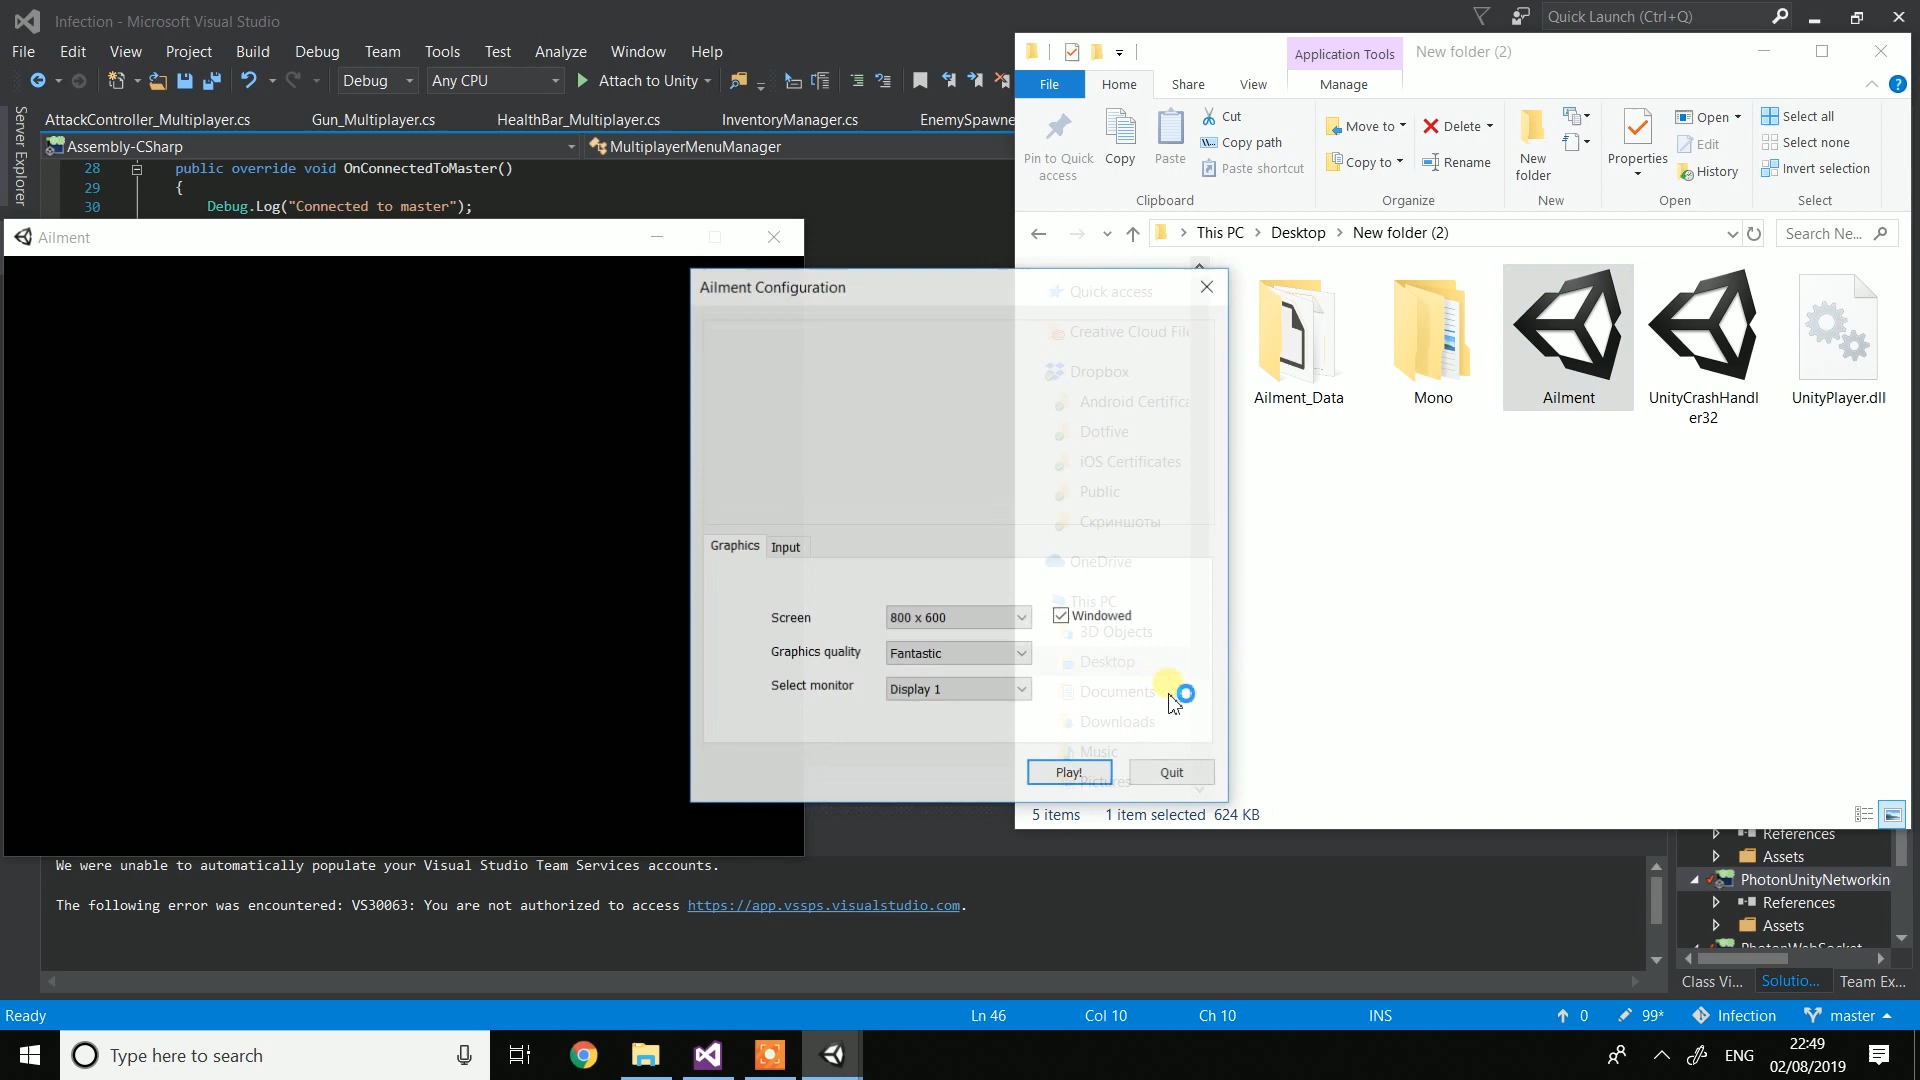 Infection - Microsoft Visual Studio
Quick Launch (Ctrl+Q)
File Edit View Project Build Debug Team Tools Test Analyze Window Help
Debug Any CPU Attach to Unity
Server Explorer
AttackController_Multiplayer.cs Gun_Multiplayer.cs HealthBar_Multiplayer.cs InventoryManager.cs EnemySpawne
Assembly-CSharp MultiplayerMenuManager
28 public override void OnConnectedToMaster()
29 {
30 Debug.Log("Connected to master");
Application Tools New folder (2)
File Home Share View Manage
Pin to Quick access
Copy
Paste
Cut
Copy path
Paste shortcut
Clipboard
Move to
Copy to
Delete
Rename
Organize
New folder
New
Properties
Open
Edit
History
Open
Select all
Select none
Invert selection
Select
This PC Desktop New folder (2)
Search Ne...
Quick access
Creative Cloud File
Dropbox
Android Certifica
Dotfive
iOS Certificates
Public
Скриншоты
OneDrive
This PC
3D Objects
Desktop
Documents
Downloads
Music
Pictures
Ailment_Data
Mono
Ailment
UnityCrashHandl
er32
UnityPlayer.dll
5 items 1 item selected 624 KB
Ailment
Ailment Configuration
Graphics Input
Screen 800 x 600 Windowed
Graphics quality Fantastic
Select monitor Display 1
Play! Quit
We were unable to automatically populate your Visual Studio Team Services accounts.
The following error was encountered: VS30063: You are not authorized to access https://app.vssps.visualstudio.com.
References
Assets
PhotonUnityNetworkin
References
Assets
PhotonWebSocket
Class Vi... Solutio... Team Ex...
Ready Ln 46 Col 10 Ch 10 INS 0 99* Infection master
Type here to search
ENG
22:49
02/08/2019